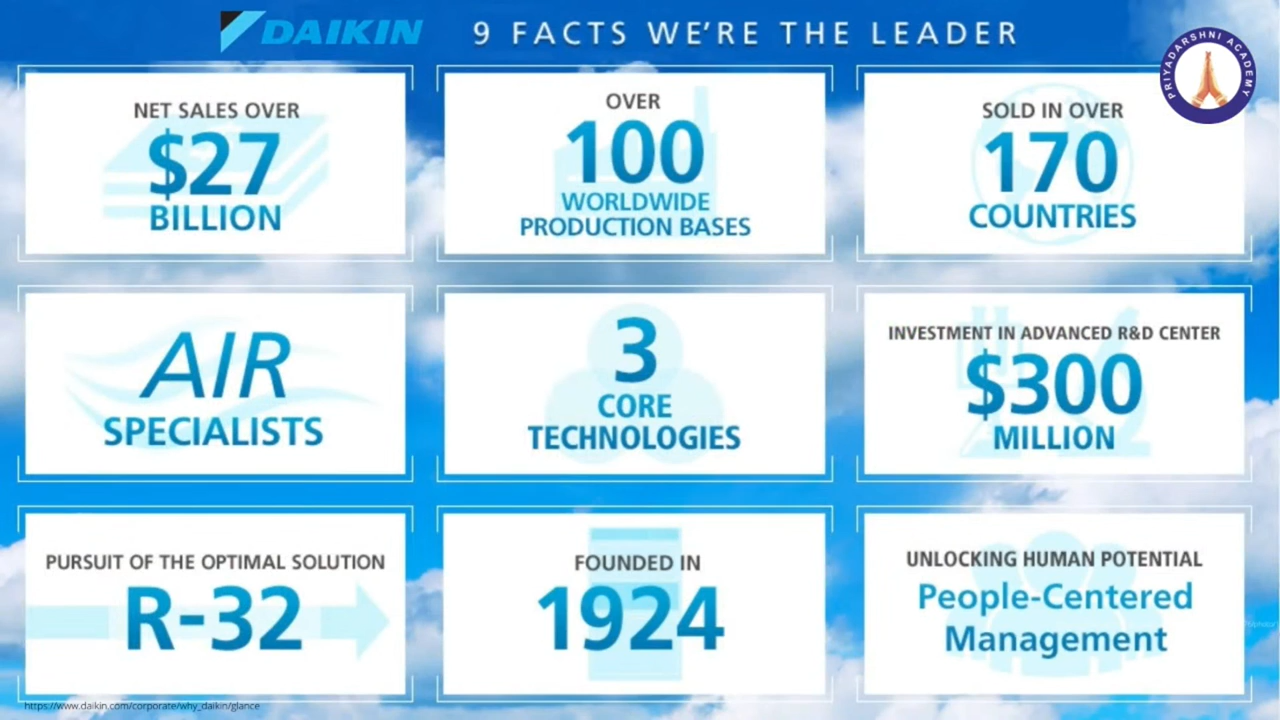 DAIKIN
9 FACTS WE'RE THE LEADER
PRIYADARSHNI ACADEMY
NET SALES OVER
$27
BILLION
OVER
100
WORLDWIDE
PRODUCTION BASES
SOLD IN OVER
170
COUNTRIES
AIR
SPECIALISTS
3
CORE
TECHNOLOGIES
INVESTMENT IN ADVANCED R&D CENTER
$300
MILLION
PURSUIT OF THE OPTIMAL SOLUTION
R-32
FOUNDED IN
1924
UNLOCKING HUMAN POTENTIAL
People-Centered
Management
https://www.daikin.com/corporate/why_daikin/glance